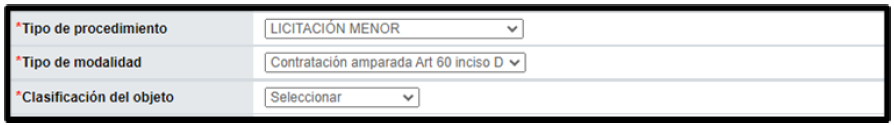 *Tipo de procedimiento LICITACIÓN MENOR
*Tipo de modalidad Contratación amparada Art 60 inciso D
*Clasificación del objeto Seleccionar